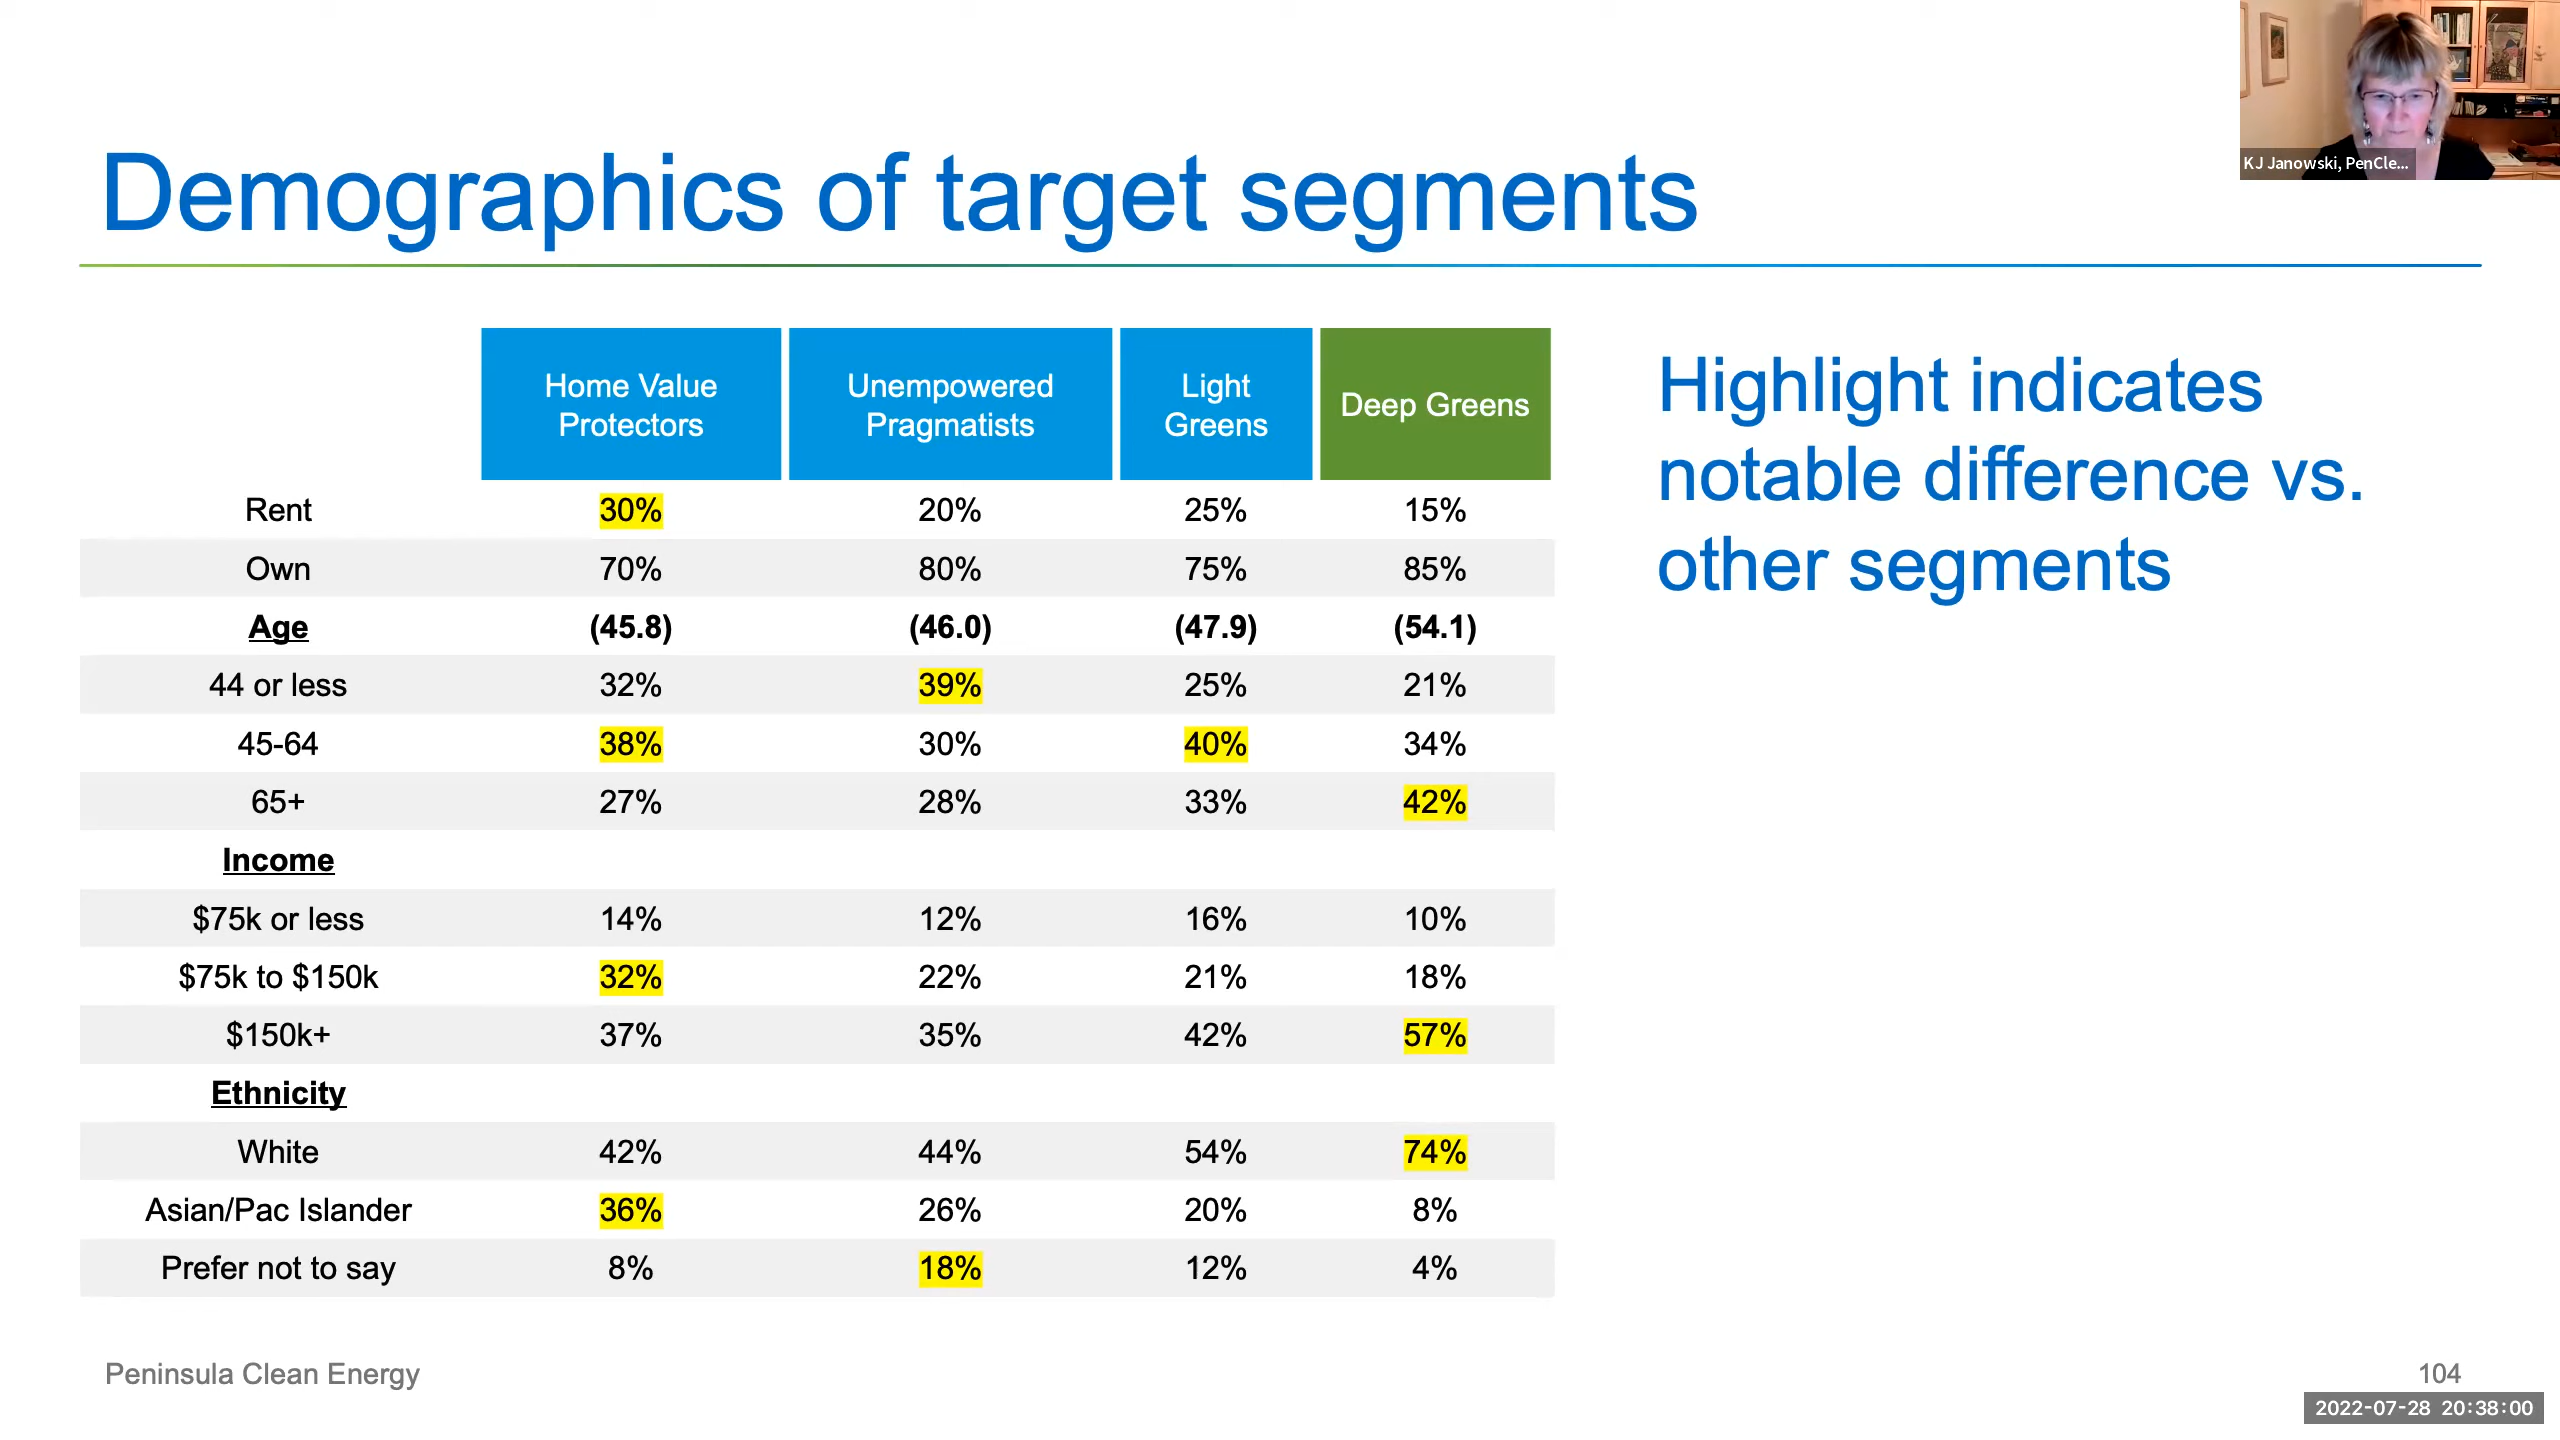 KJ Janowski, PenCle...
Demographics of target segments
Home Value Protectors Unempowered Pragmatists Light Greens Deep Greens
Rent 30% 20% 25% 15%
Own 70% 80% 75% 85%
Age (45.8) (46.0) (47.9) (54.1)
44 or less 32% 39% 25% 21%
45-64 38% 30% 40% 34%
65+ 27% 28% 33% 42%
Income
$75k or less 14% 12% 16% 10%
$75k to $150k 32% 22% 21% 18%
$150k+ 37% 35% 42% 57%
Ethnicity
White 42% 44% 54% 74%
Asian/Pac Islander 36% 26% 20% 8%
Prefer not to say 8% 18% 12% 4%
Highlight indicates
notable difference vs.
other segments
Peninsula Clean Energy
104
2022-07-28 20:38:00